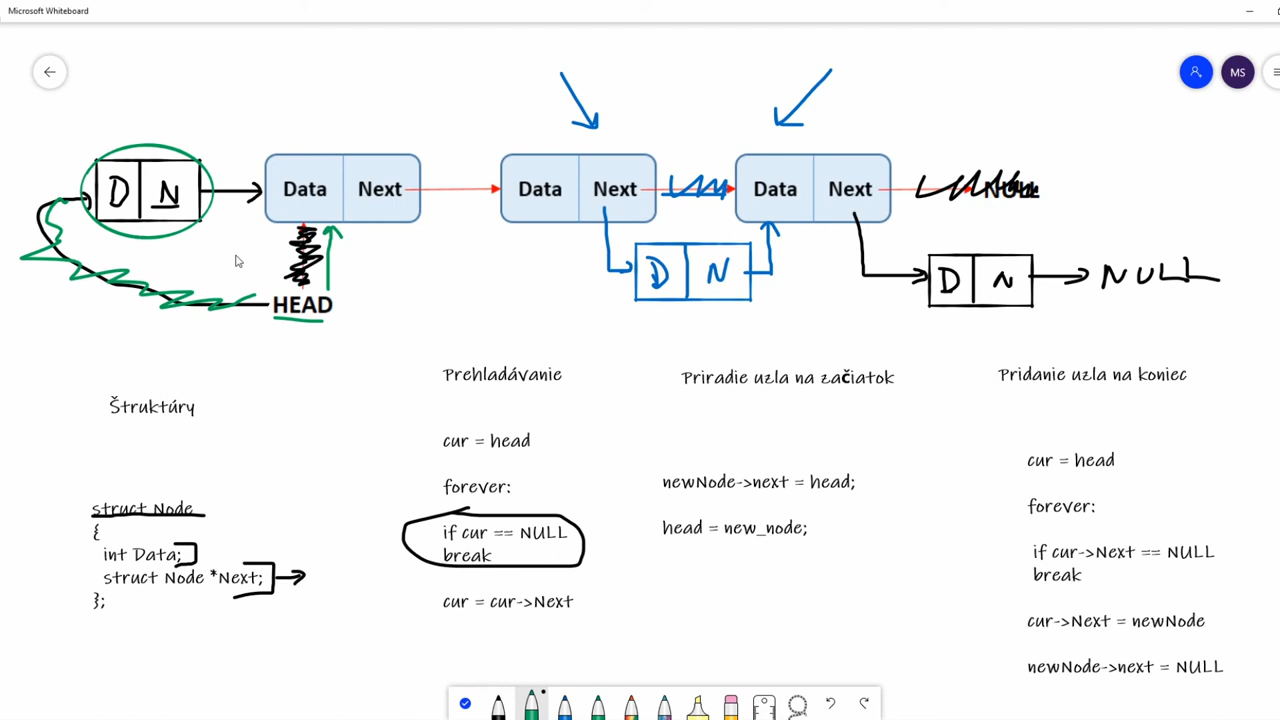 Microsoft Whiteboard
MS
D N
Data Next
Data Next
Data Next
NULL
D N
D N
NULL
HEAD
Prehladávanie
Priradie uzla na začiatok
Pridanie uzla na koniec
Štruktúry
struct Node
{
int Data;
struct Node *Next;
};
cur = head
forever:
if cur == NULL
break
cur = cur->Next
newNode->next = head;
head = new_node;
cur = head
forever:
if cur->Next == NULL
break
cur->Next = newNode
newNode->next = NULL